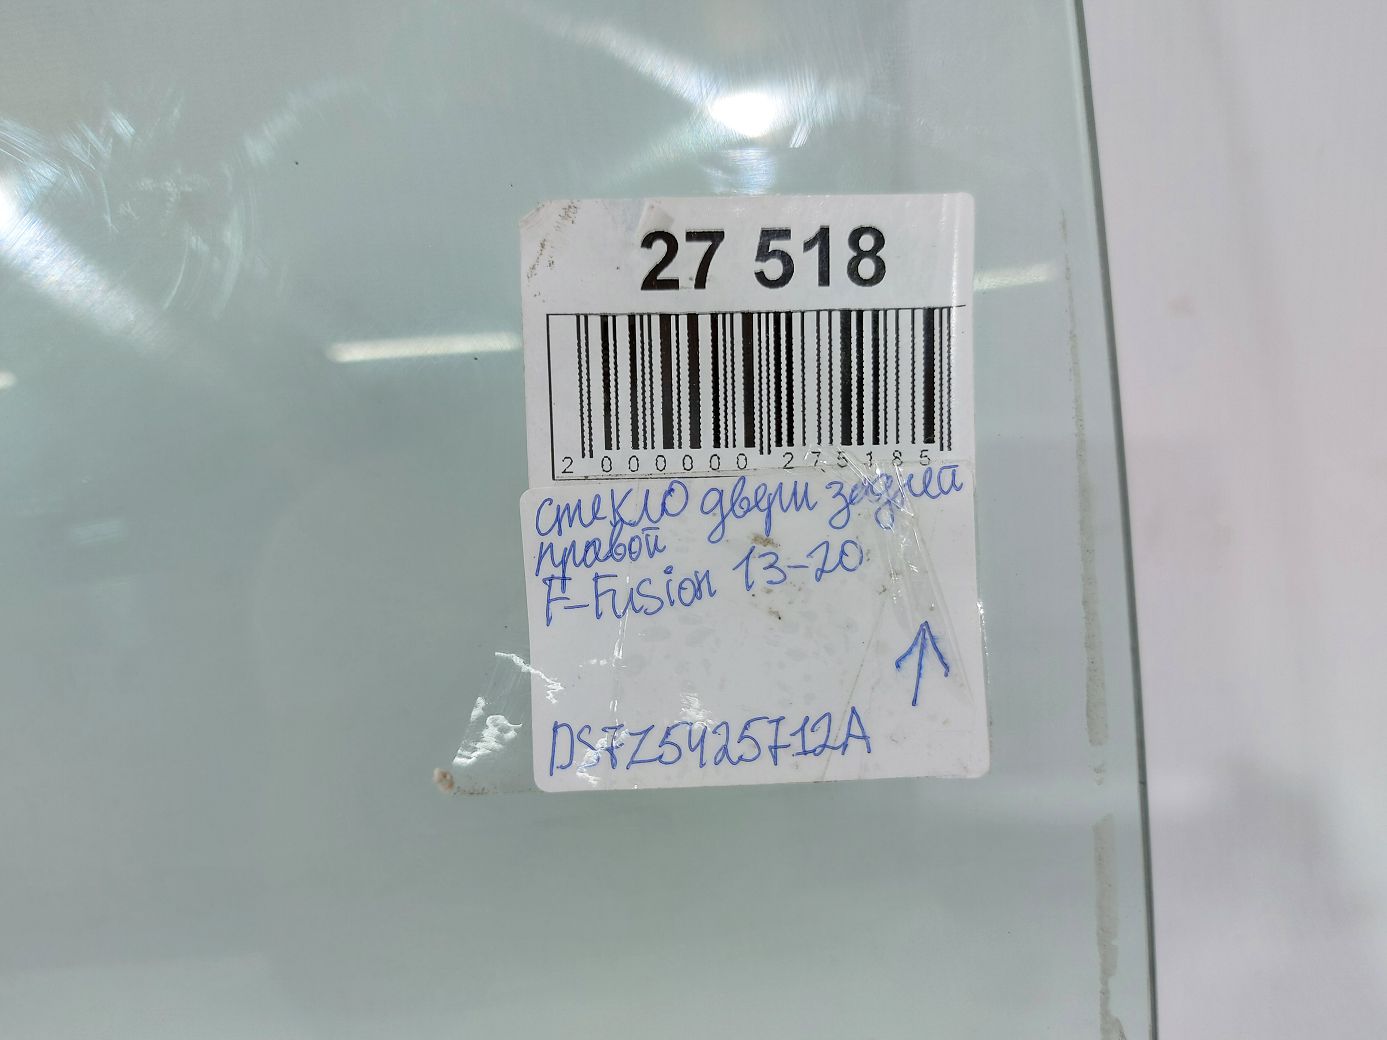 27 518
2 000000 275185
стекло двери задней
правой
F-Fusion 13-20
DS7Z5425712A